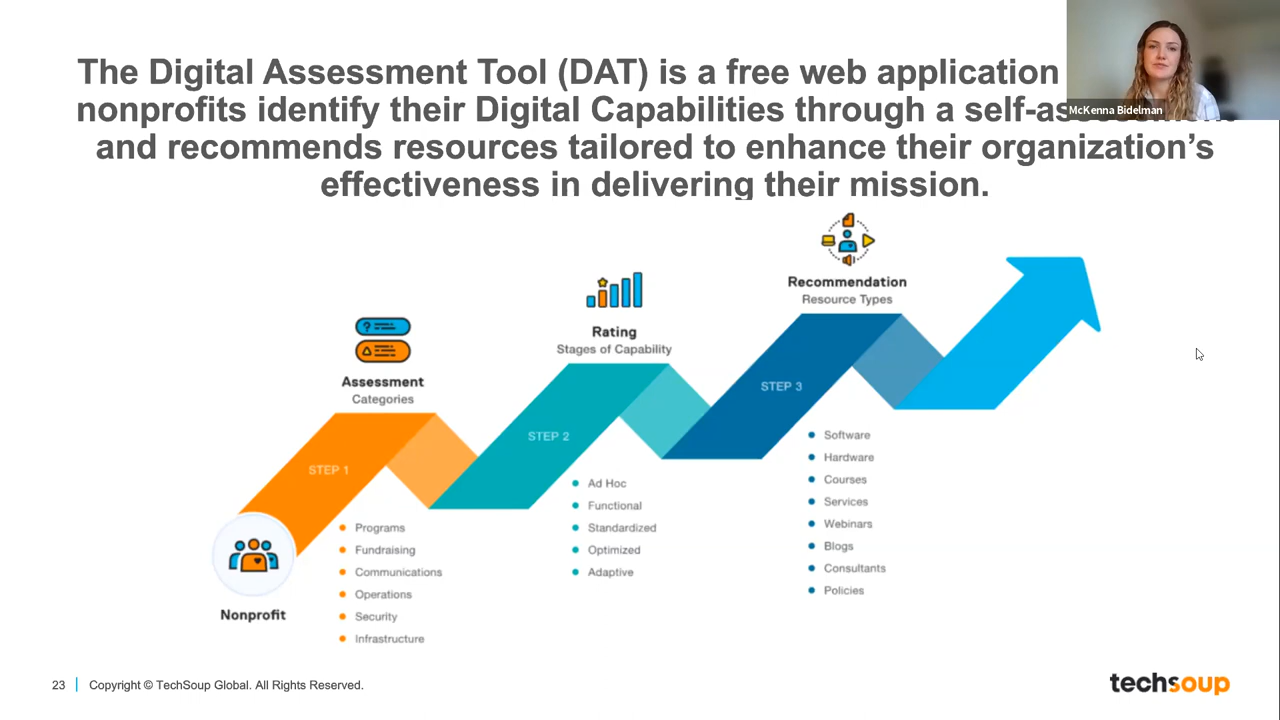 The Digital Assessment Tool (DAT) is a free web application
nonprofits identify their Digital Capabilities through a
and recommends resources tailored to enhance their organization's
effectiveness in delivering their mission.
McKenna Bidelman
Recommendation
Resource Types
Rating
Stages of Capability
Assessment
Categories
STEP 1
STEP 2
STEP 3
Nonprofit
Programs
Fundraising
Communications
Operations
Security
Infrastructure
Ad Hoc
Functional
Standardized
Optimized
Adaptive
Software
Hardware
Courses
Services
Webinars
Blogs
Consultants
Policies
23
Copyright © TechSoup Global. All Rights Reserved.
techsoup